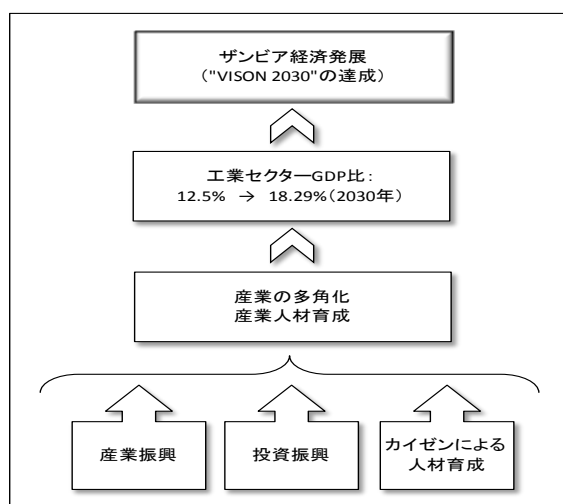 ザンビア経済発展
("VISON 2030"の達成)
工業セクターGDP比:
12.5% → 18.29%(2030年)
産業の多角化
産業人材育成
産業振興
投資振興
カイゼンによる
人材育成